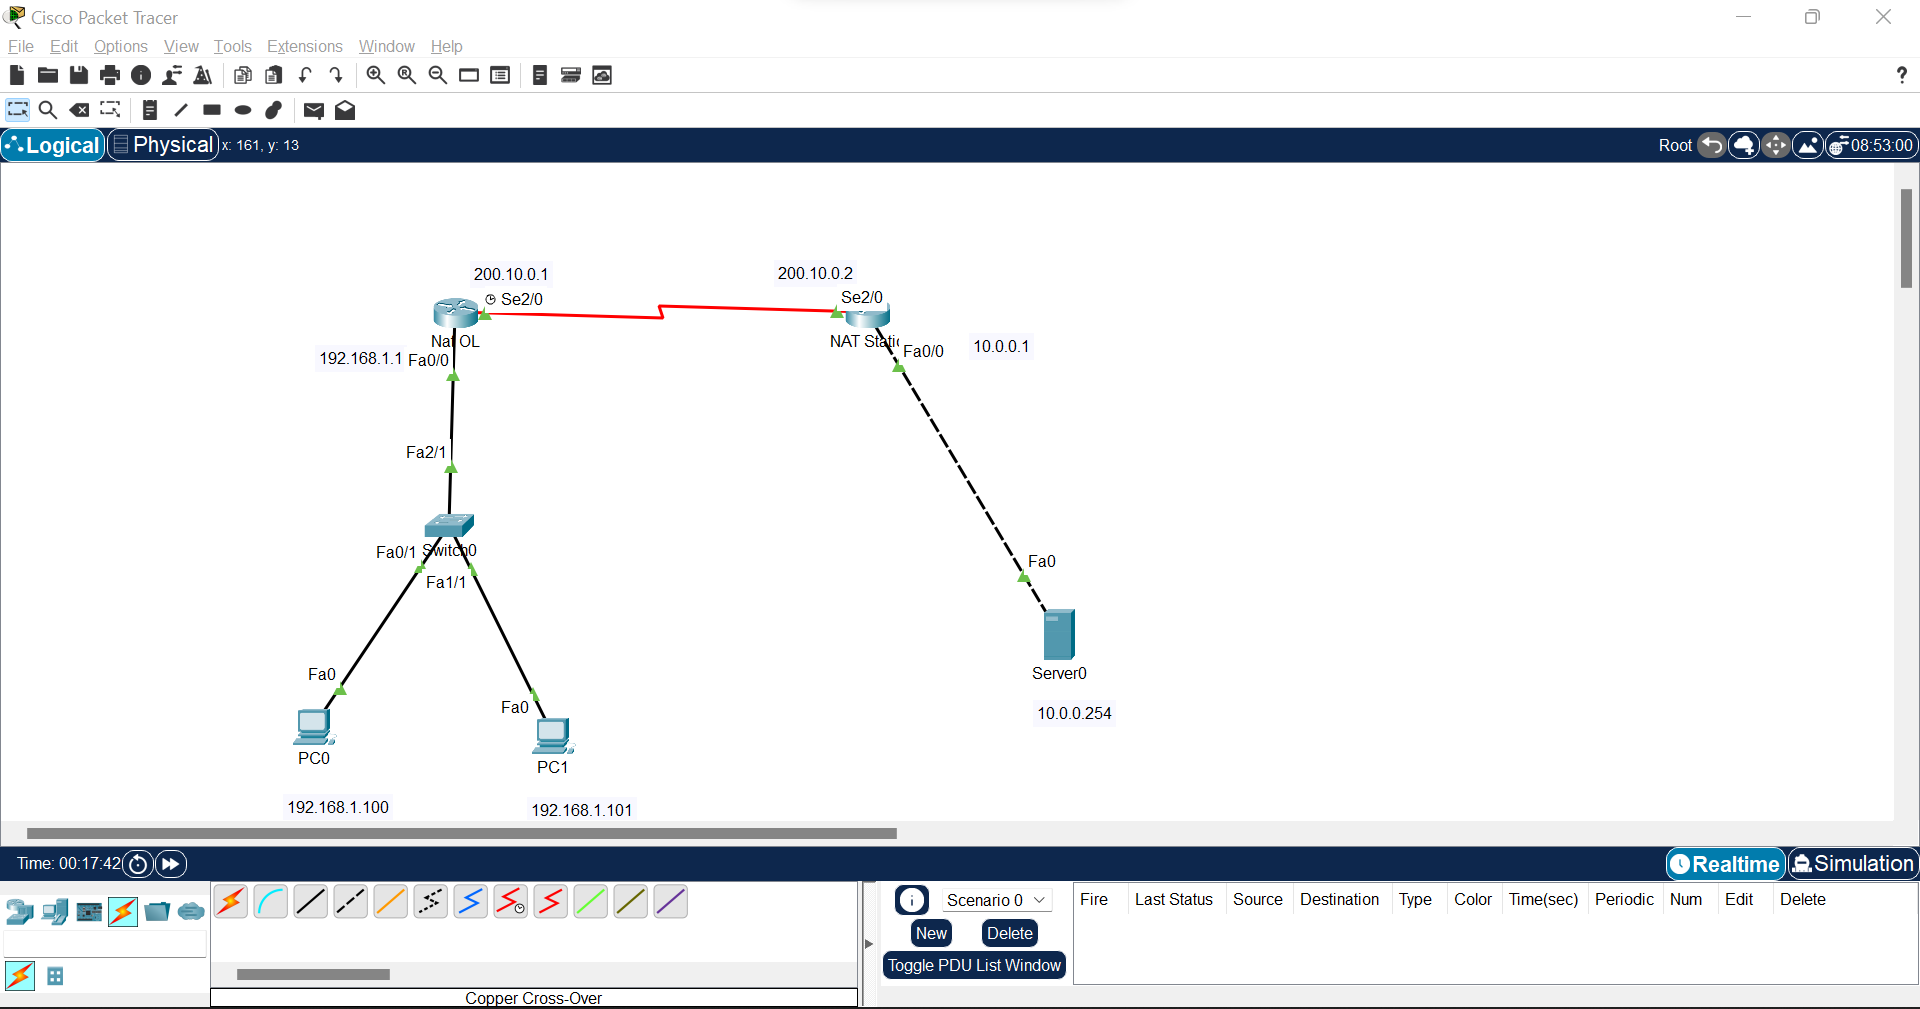 Cisco Packet Tracer
File Edit Options View Tools Extensions Window Help
?
Logical Physical x: 161, y: 13 Root 08:53:00
200.10.0.1 200.10.0.2
Se2/0 Se2/0
Nat OL NAT Static
192.168.1.1 Fa0/0 Fa0/0 10.0.0.1
Fa2/1
Fa0/1 Switch0 Fa0
Fa1/1
Fa0 Server0
Fa0 10.0.0.254
PC0 PC1
192.168.1.100 192.168.1.101
Time: 00:17:42 Realtime Simulation
Scenario 0 Fire Last Status Source Destination Type Color Time(sec) Periodic Num Edit Delete
New Delete
Toggle PDU List Window
Copper Cross-Over